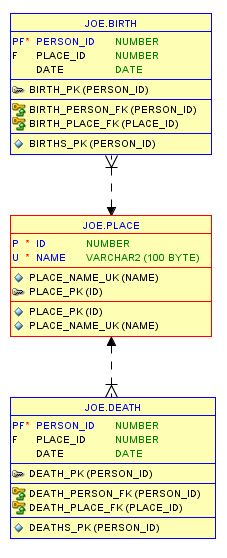 JOE.BIRTH
PF* PERSON_ID NUMBER
F PLACE_ID NUMBER
DATE DATE
BIRTH_PK (PERSON_ID)
BIRTH_PERSON_FK (PERSON_ID)
BIRTH_PLACE_FK (PLACE_ID)
BIRTHS_PK (PERSON_ID)
JOE.PLACE
P * ID NUMBER
U * NAME VARCHAR2 (100 BYTE)
PLACE_NAME_UK (NAME)
PLACE_PK (ID)
PLACE_PK (ID)
PLACE_NAME_UK (NAME)
JOE.DEATH
PF* PERSON_ID NUMBER
F PLACE_ID NUMBER
DATE DATE
DEATH_PK (PERSON_ID)
DEATH_PERSON_FK (PERSON_ID)
DEATH_PLACE_FK (PLACE_ID)
DEATHS_PK (PERSON_ID)